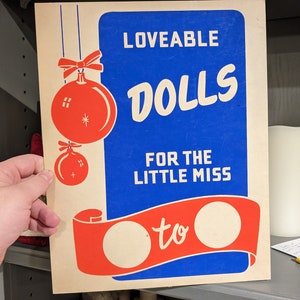 LOVEABLE
DOLLS
FOR THE
LITTLE MISS
to